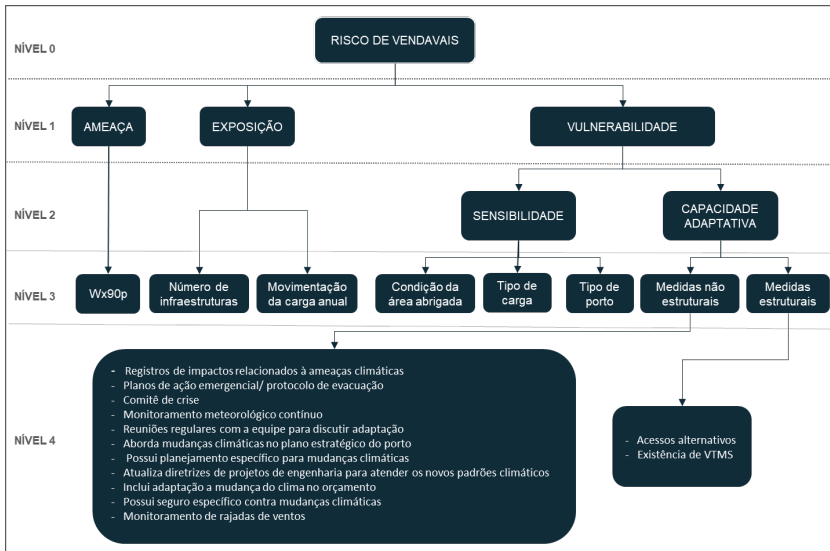 RISCO DE VENDAVAIS
NÍVEL 0
NÍVEL 1
AMEAÇA
EXPOSIÇÃO
VULNERABILIDADE
NÍVEL 2
SENSIBILIDADE
CAPACIDADE
ADAPTATIVA
NÍVEL 3
Wx90p
Número de
infraestruturas
Movimentação
da carga anual
Condição da
área abrigada
Tipo de
carga
Tipo de
porto
Medidas não
estruturais
Medidas
estruturais
NÍVEL 4
- Registros de impactos relacionados à ameaças climáticas
- Planos de ação emergencial/ protocolo de evacuação
- Comitê de crise
- Monitoramento meteorológico contínuo
- Reuniões regulares com a equipe para discutir adaptação
- Aborda mudanças climáticas no plano estratégico do porto
- Possui planejamento específico para mudanças climáticas
- Atualiza diretrizes de projetos de engenharia para atender os novos padrões climáticos
- Inclui adaptação a mudança do clima no orçamento
- Possui seguro específico contra mudanças climáticas
- Monitoramento de rajadas de ventos
- Acessos alternativos
- Existência de VTMS